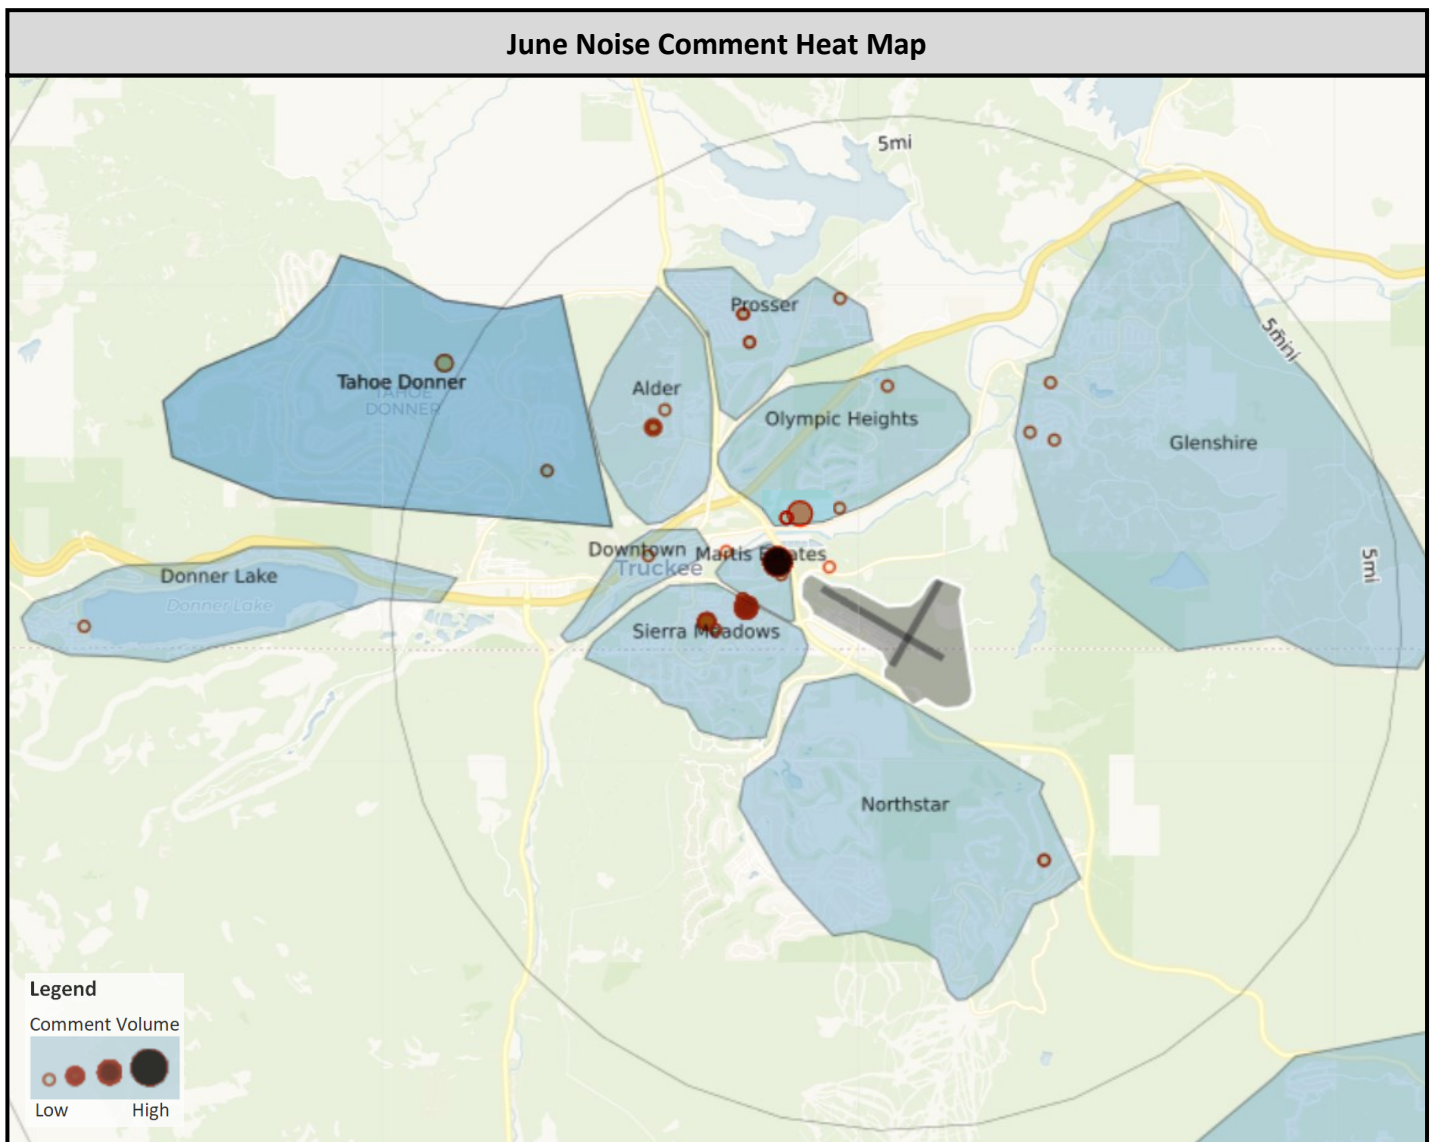 June Noise Comment Heat Map
5mi
Prosser
5mi
Tahoe Donner
TAHOE
DONNER
Alder
Olympic Heights
Glenshire
Downtown
Martis Estates
Truckee
5mi
Donner Lake
Donner Lake
Sierra Meadows
Northstar
Legend
Comment Volume
Low High